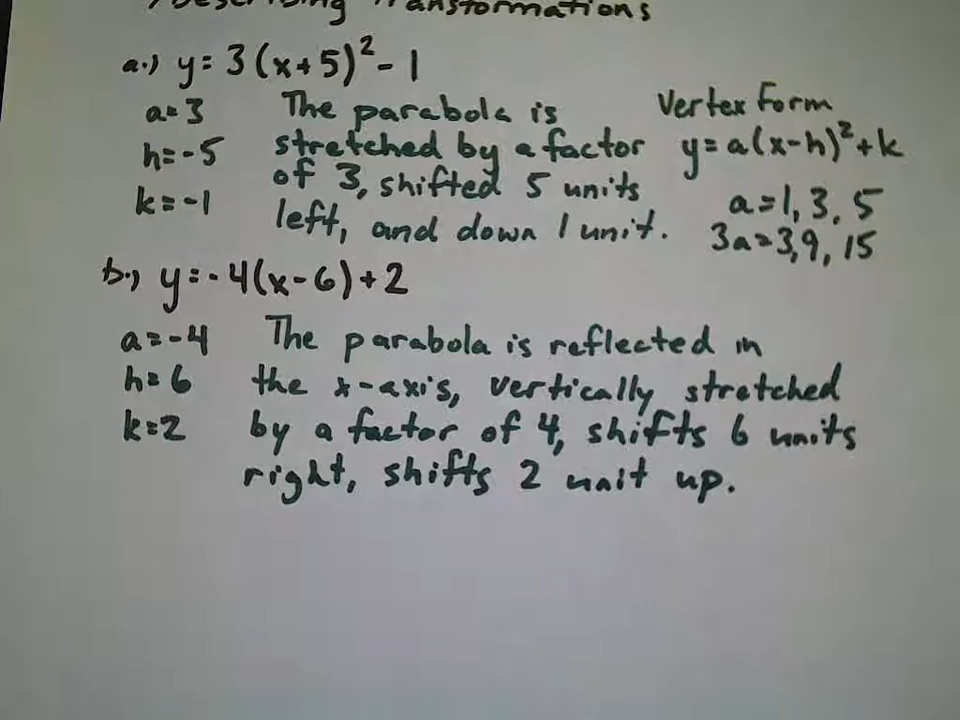 Describing Transformations
a.) y = 3(x+5)² - 1
a = 3 The parabola is
h = -5 stretched by a factor
k = -1 of 3, shifted 5 units
left, and down 1 unit.
Vertex Form
y = a(x-h)² + k
a = 1, 3, 5
3a = 3, 9, 15
b.) y = -4(x-6) + 2
a = -4 The parabola is reflected in
h = 6 the x-axis, vertically stretched
k = 2 by a factor of 4, shifts 6 units
right, shifts 2 unit up.